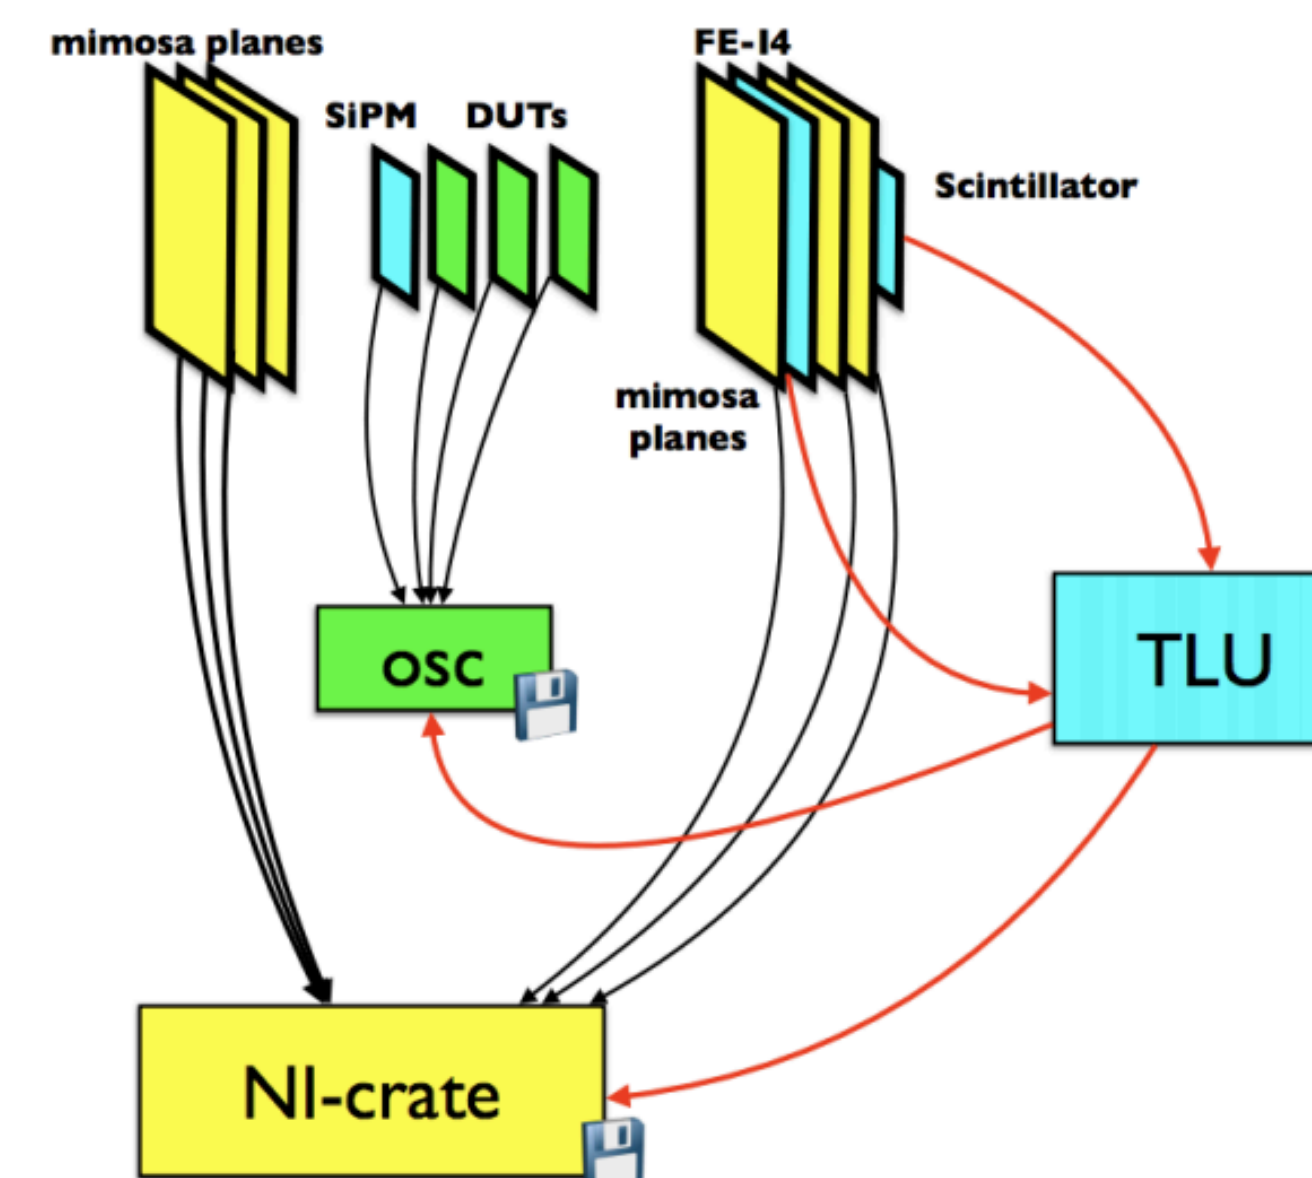 mimosa planes
FE-I4
SiPM
DUTs
Scintillator
mimosa
planes
OSC
TLU
NI-crate